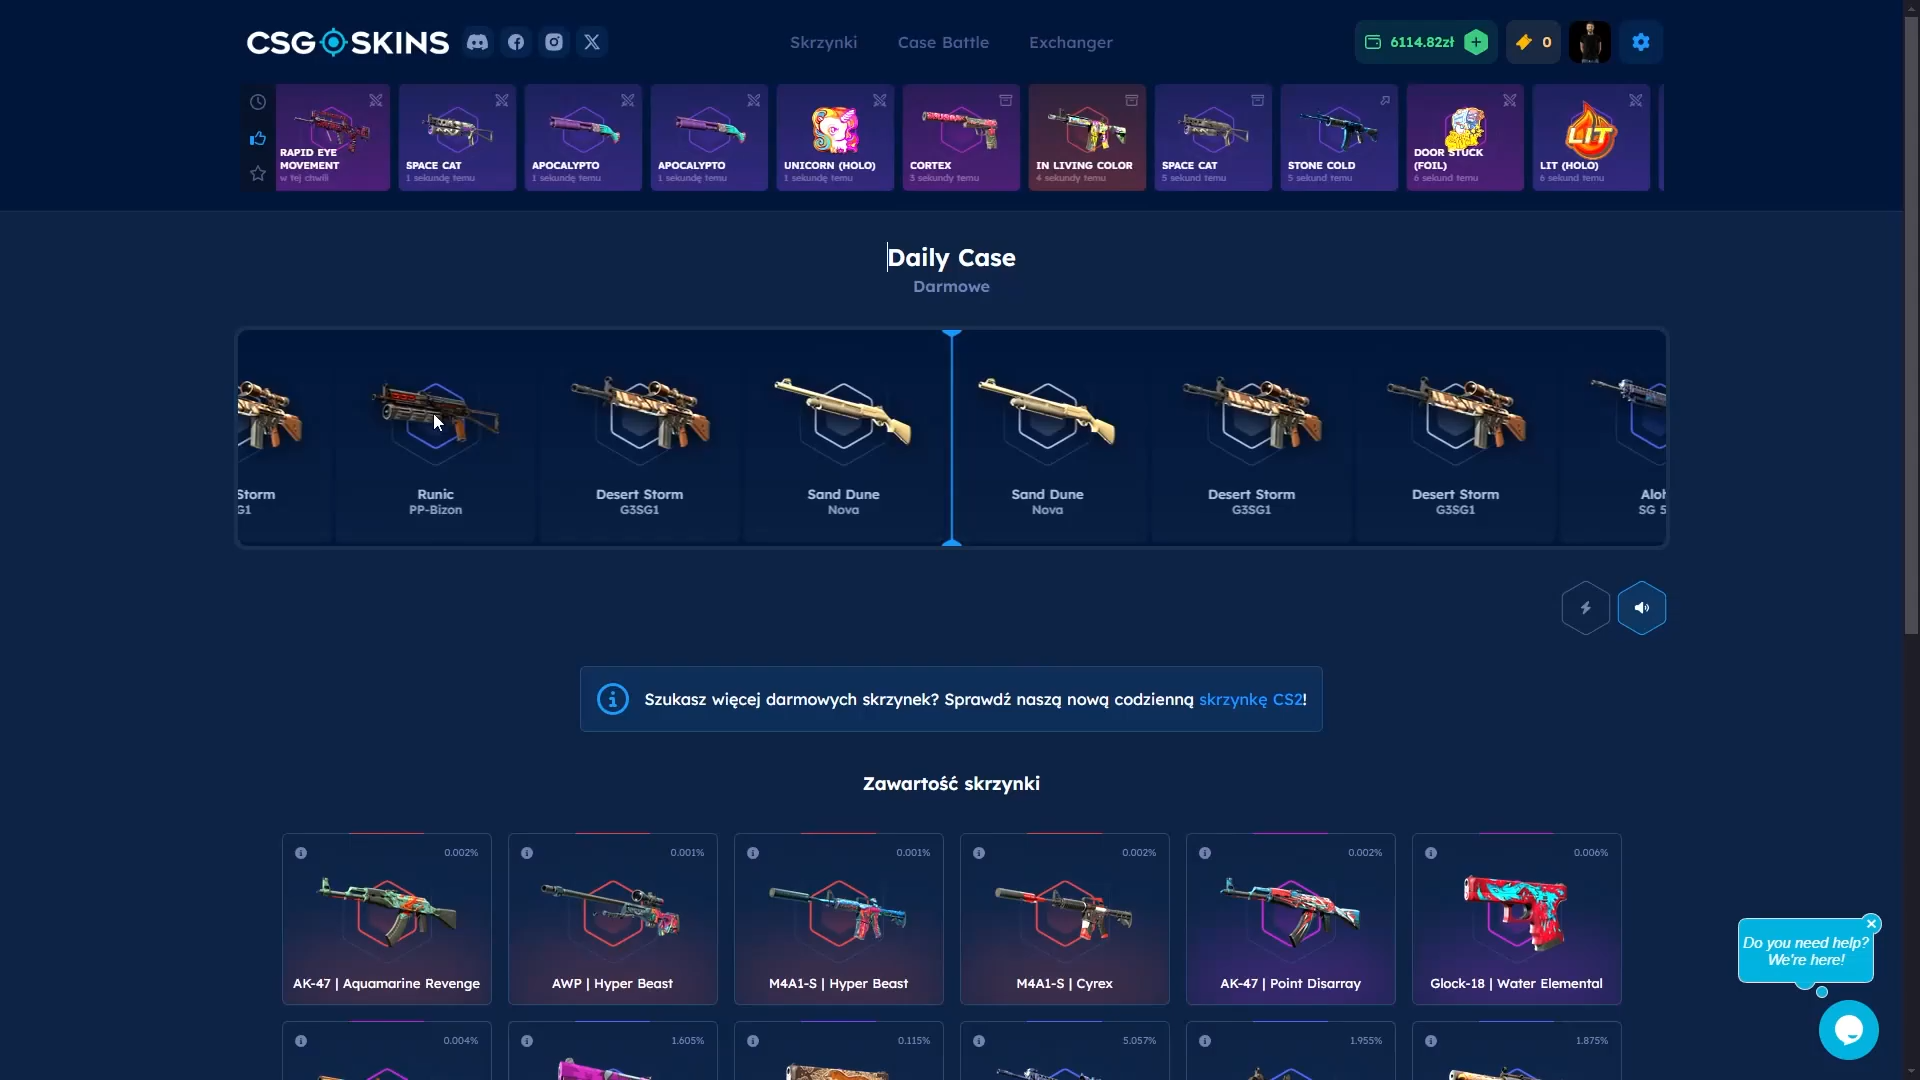 CSGOSKINS
Skrzynki
Case Battle
Exchanger
6114.82zł
0
RAPID EYE
MOVEMENT
w tej chwili
SPACE CAT
1 sekundę temu
APOCALYPTO
1 sekundę temu
APOCALYPTO
1 sekundę temu
UNICORN (HOLO)
1 sekundę temu
CORTEX
3 sekundy temu
IN LIVING COLOR
4 sekundy temu
SPACE CAT
5 sekund temu
STONE COLD
5 sekund temu
DOOR STUCK
(FOIL)
6 sekund temu
LIT
LIT (HOLO)
6 sekund temu
Daily Case
Darmowe
Storm
G1
Runic
PP-Bizon
Desert Storm
G3SG1
Sand Dune
Nova
Sand Dune
Nova
Desert Storm
G3SG1
Desert Storm
G3SG1
Aloh
SG 5
Szukasz więcej darmowych skrzynek? Sprawdź naszą nową codzienną skrzynkę CS2!
Zawartość skrzynki
0.002%
AK-47 | Aquamarine Revenge
0.001%
AWP | Hyper Beast
0.001%
M4A1-S | Hyper Beast
0.002%
M4A1-S | Cyrex
0.002%
AK-47 | Point Disarray
0.006%
Glock-18 | Water Elemental
0.004%
1.605%
0.115%
5.057%
1.955%
1.875%
Do you need help?
We're here!